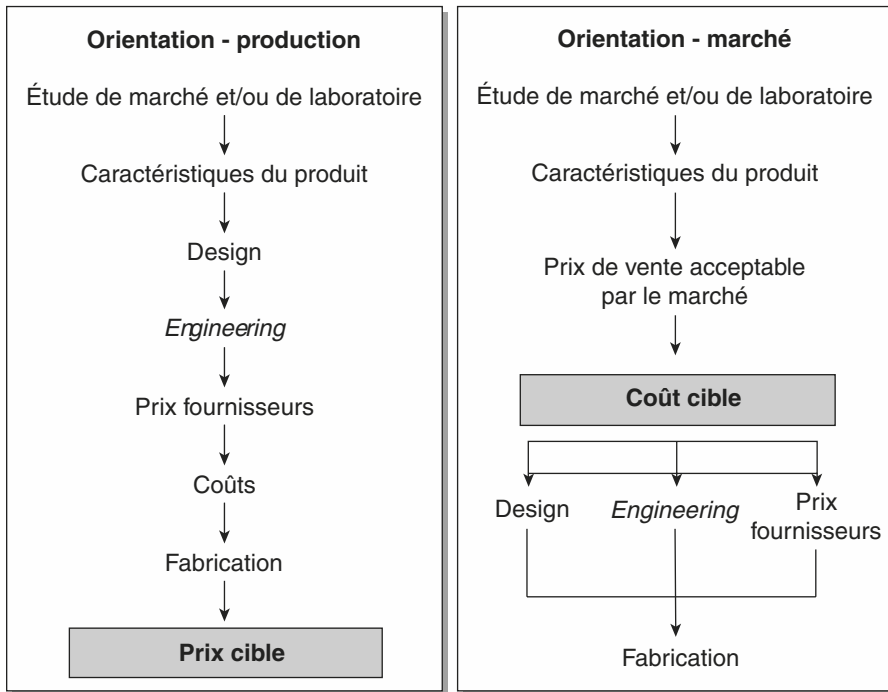 Orientation - production
Étude de marché et/ou de laboratoire
Caractéristiques du produit
Design
Engineering
Prix fournisseurs
Coûts
Fabrication
Prix cible
Orientation - marché
Étude de marché et/ou de laboratoire
Caractéristiques du produit
Prix de vente acceptable
par le marché
Coût cible
Design
Engineering
Prix
fournisseurs
Fabrication